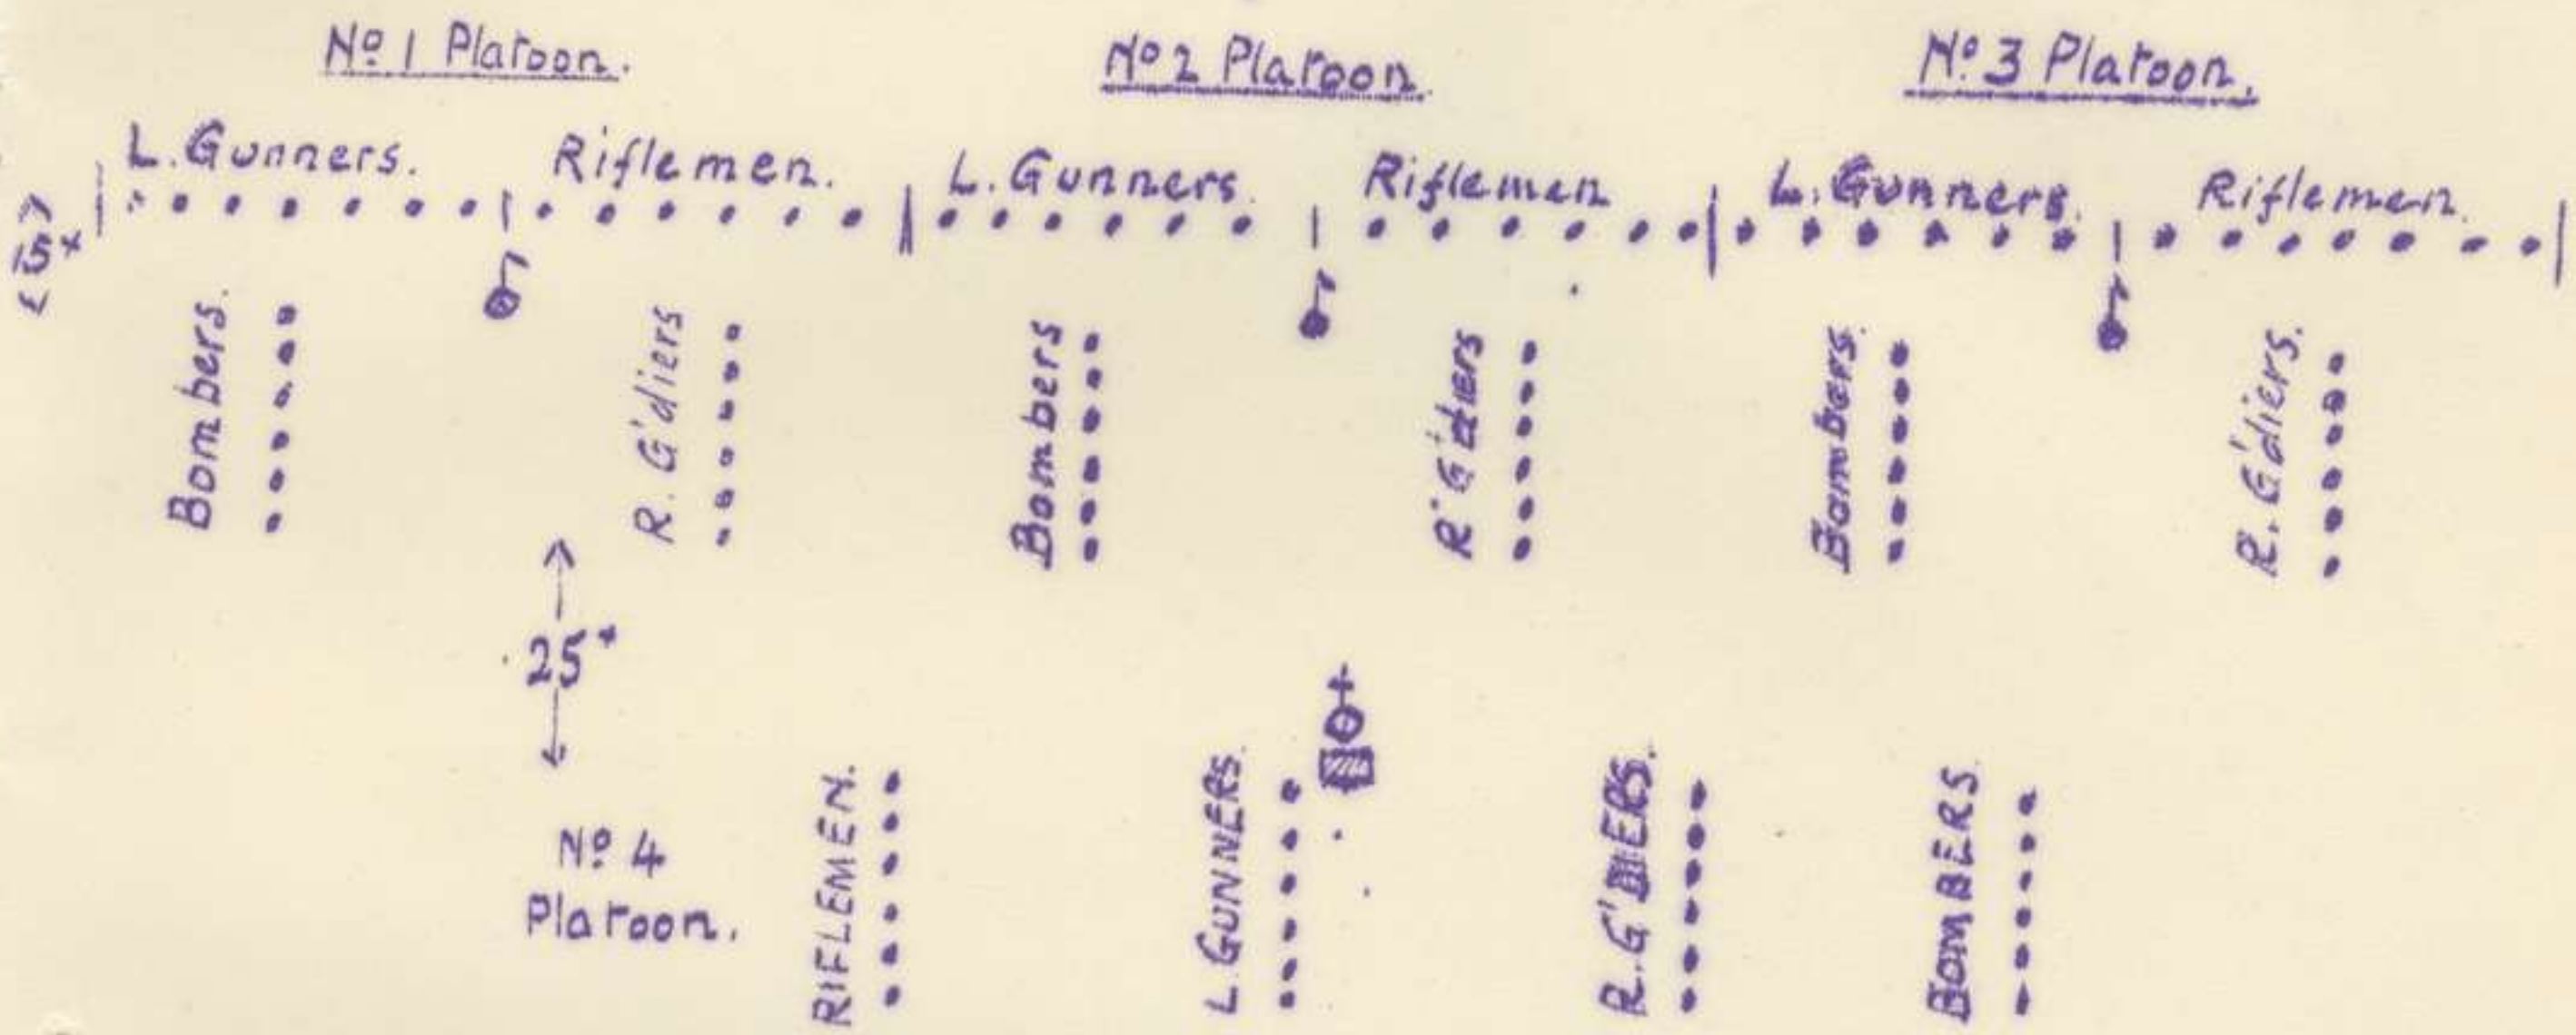 Nº 1 Platoon.
Nº 2 Platoon.
Nº 3 Platoon.
L. Gunners. Riflemen. L. Gunners. Riflemen L. Gunners. Riflemen.
15ˣ
Bombers. R. G'diers Bombers R. G'diers Bombers. R. G'diers.
25ˣ
Nº 4
Platoon.
RIFLEMEN. L GUNNERS. R. G'DIERS. BOMBERS.